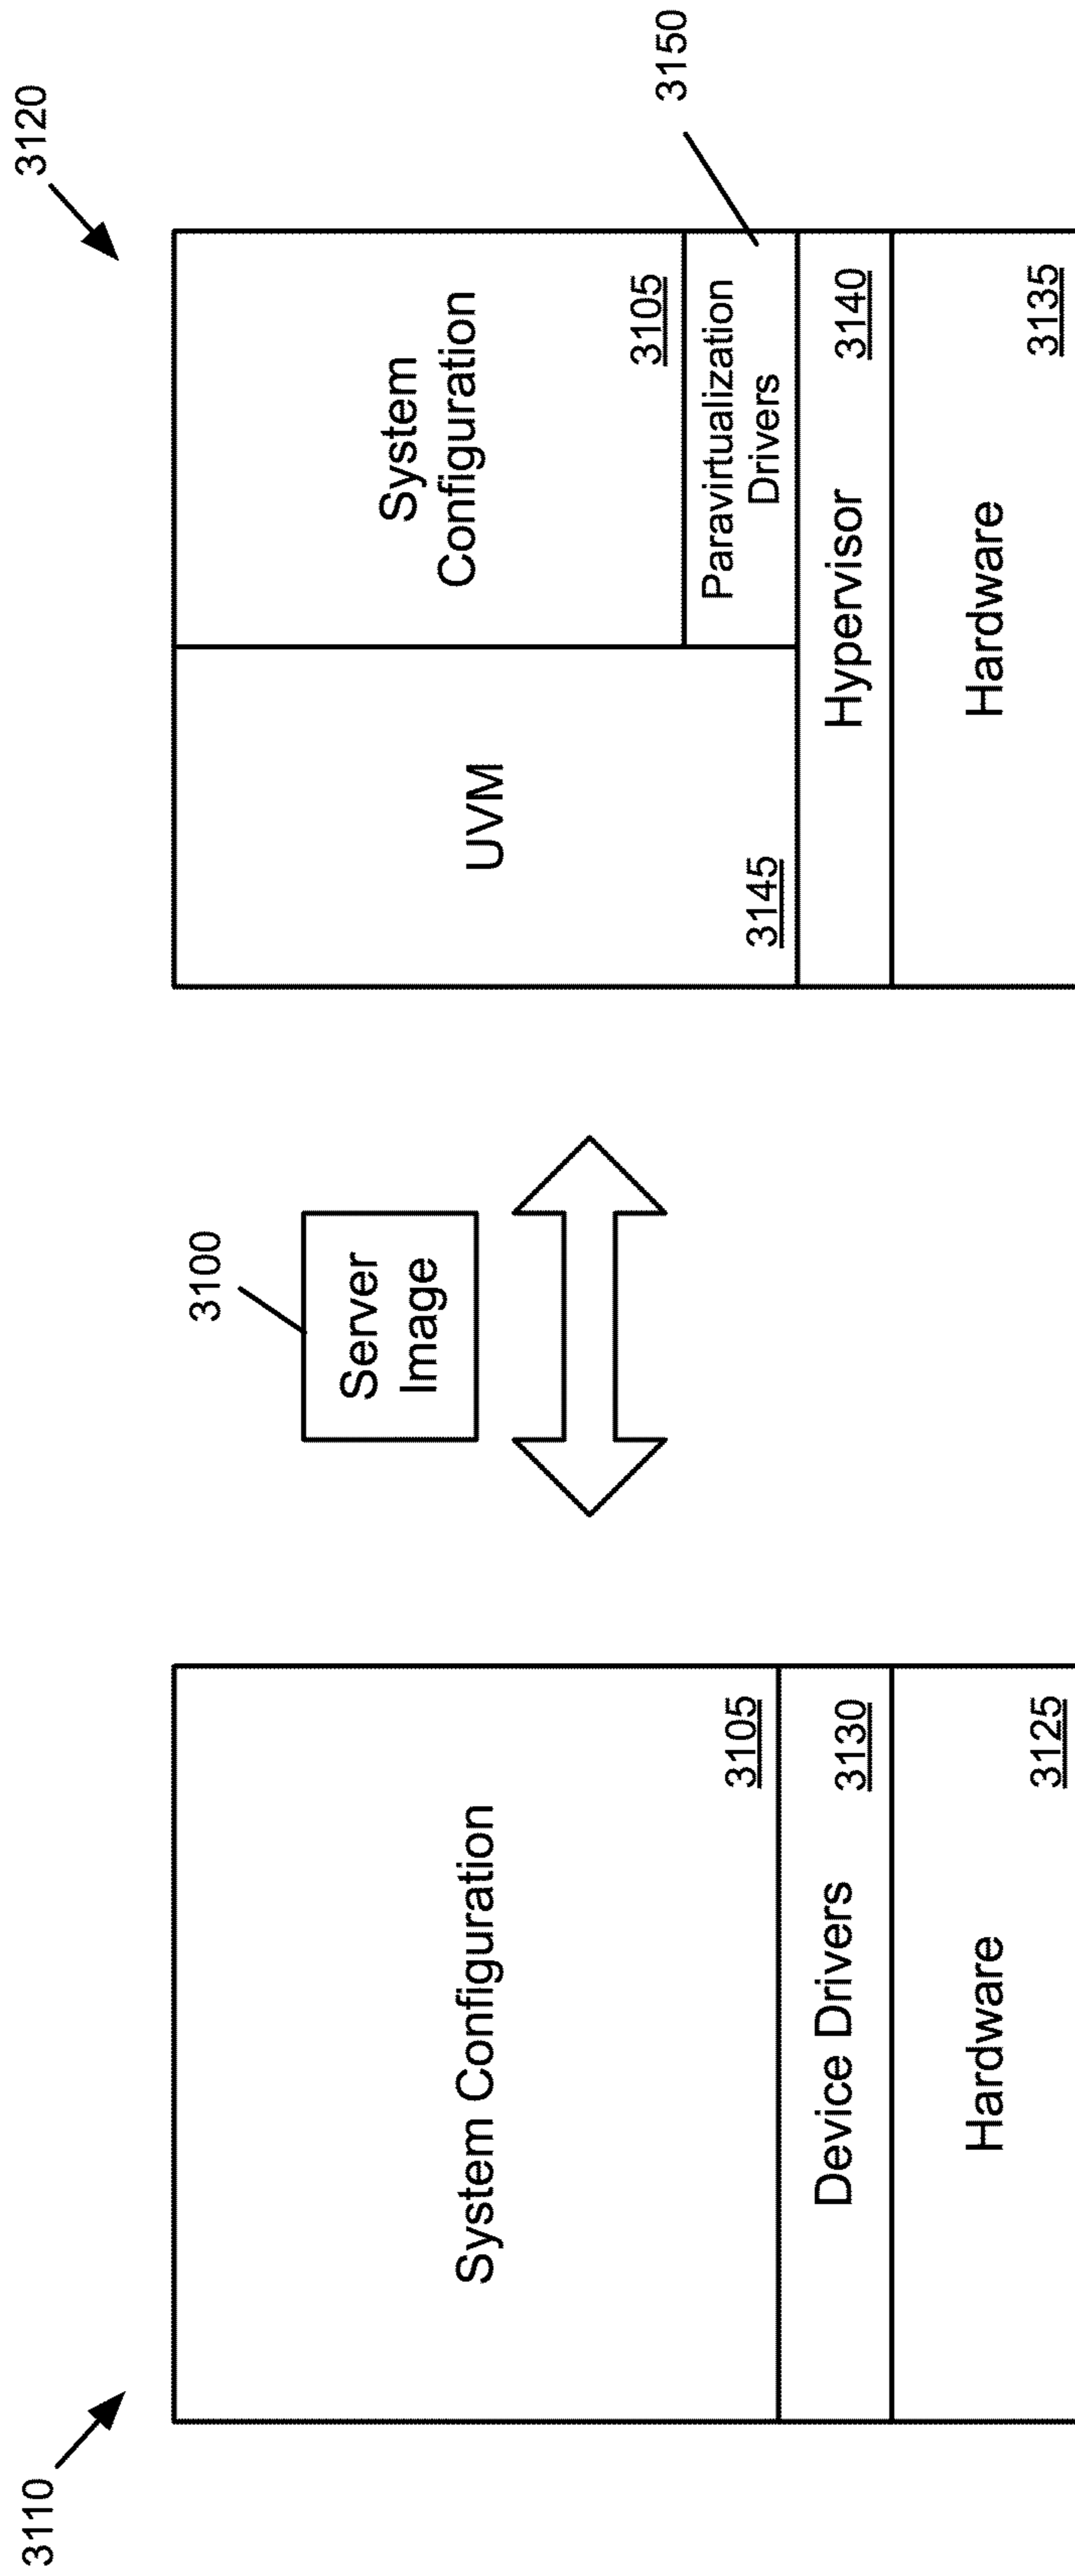 3110
System Configuration
3105
Device Drivers
3130
Hardware
3125
3100
Server
Image
3120
UVM
3145
System
Configuration
3105
Paravirtualization
Drivers
3150
Hypervisor
3140
Hardware
3135